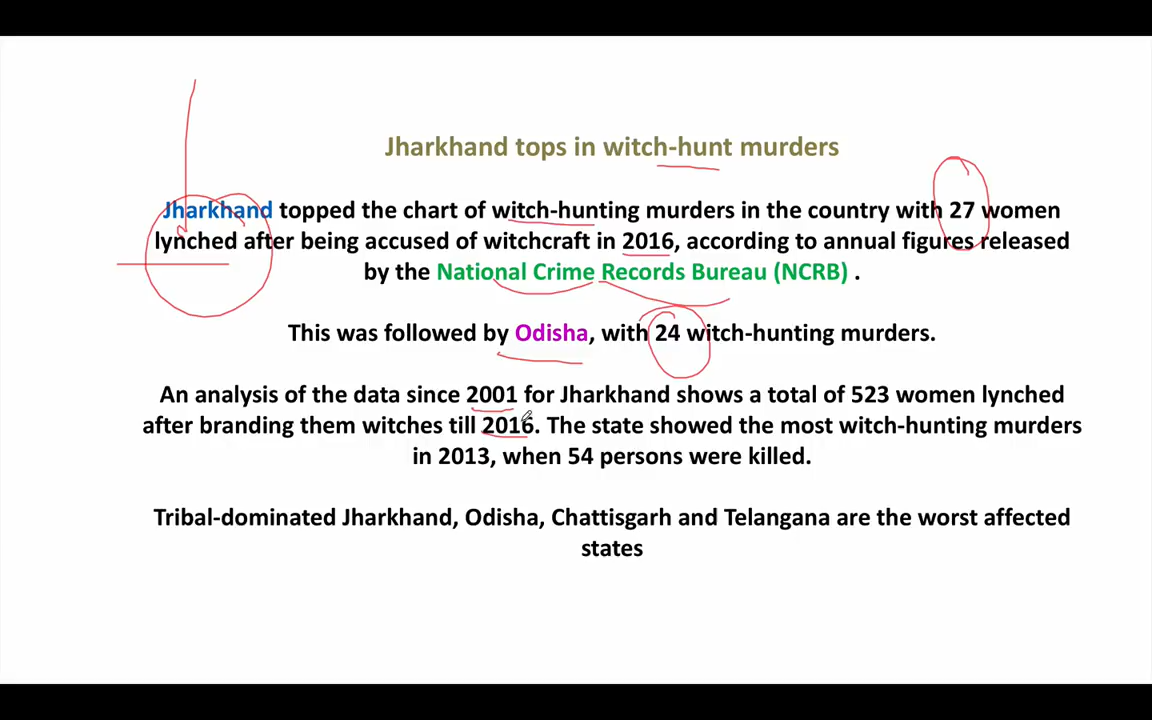 Jharkhand tops in witch-hunt murders
Jharkhand topped the chart of witch-hunting murders in the country with 27 women
lynched after being accused of witchcraft in 2016, according to annual figures released
by the National Crime Records Bureau (NCRB) .
This was followed by Odisha, with 24 witch-hunting murders.
An analysis of the data since 2001 for Jharkhand shows a total of 523 women lynched
after branding them witches till 2016. The state showed the most witch-hunting murders
in 2013, when 54 persons were killed.
Tribal-dominated Jharkhand, Odisha, Chattisgarh and Telangana are the worst affected
states